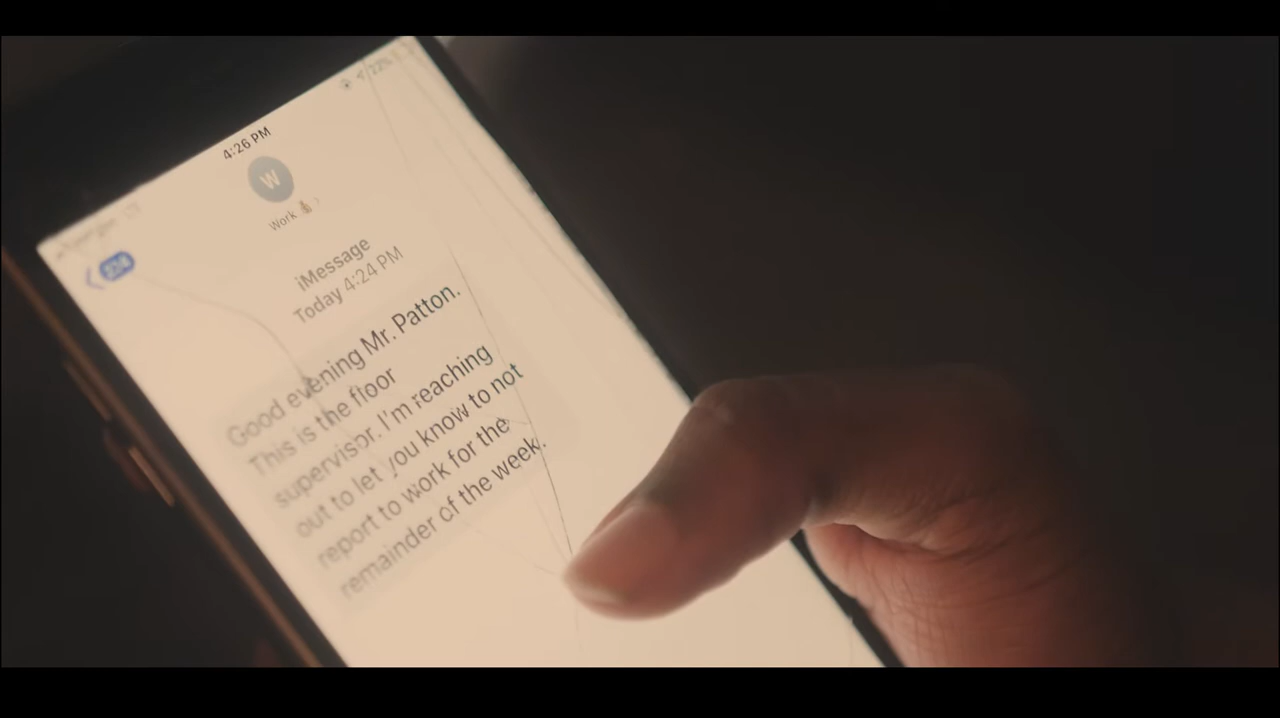 22%
4:26 PM
W
Work 💰 >
iMessage
Today 4:24 PM
Good evening Mr. Patton.
This is the floor
supervisor. I'm reaching
out to let you know to not
report to work for the
remainder of the week.